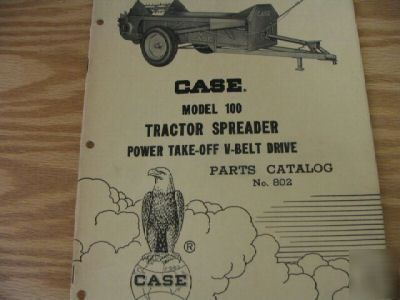 CASE.
MODEL 100
TRACTOR SPREADER
POWER TAKE-OFF V-BELT DRIVE
PARTS CATALOG
No. 802
®
CASE